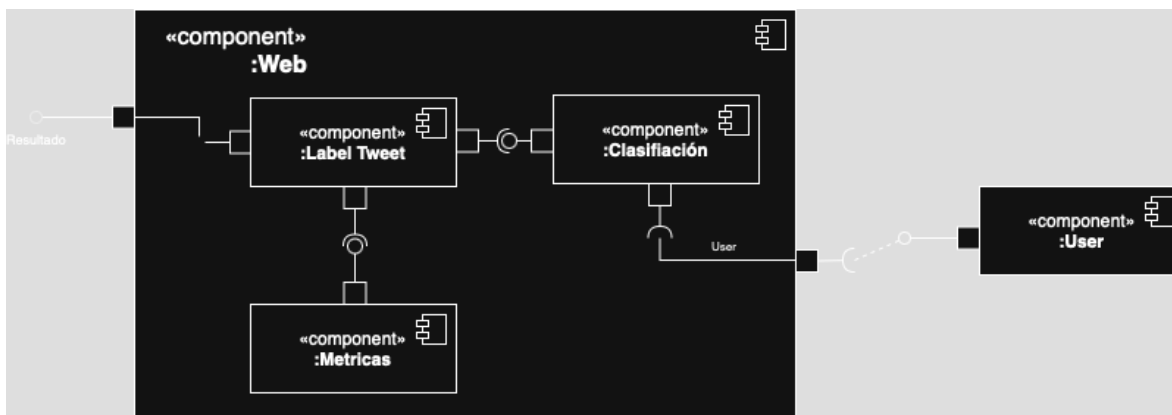 «component»
:Web
Resultado
«component»
:Label Tweet
«component»
:Clasifiación
User
«component»
:User
«component»
:Metricas